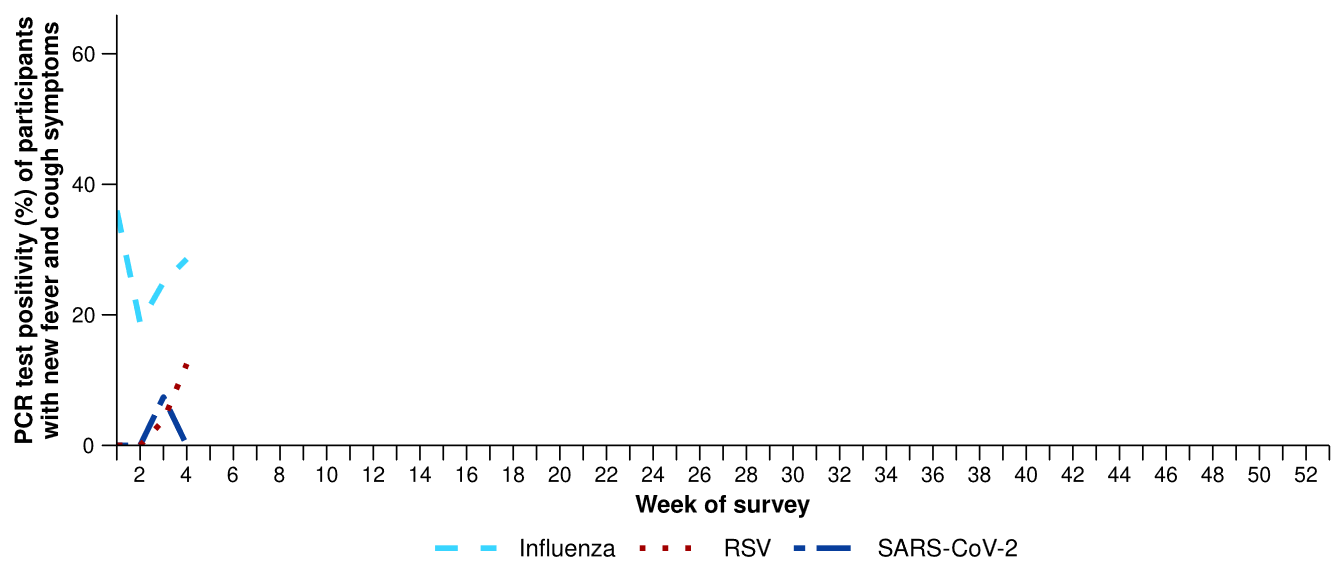 PCR test positivity (%) of participants
with new fever and cough symptoms
60
40
20
0
2 4 6 8 10 12 14 16 18 20 22 24 26 28 30 32 34 36 38 40 42 44 46 48 50 52
Week of survey
Influenza RSV SARS-CoV-2